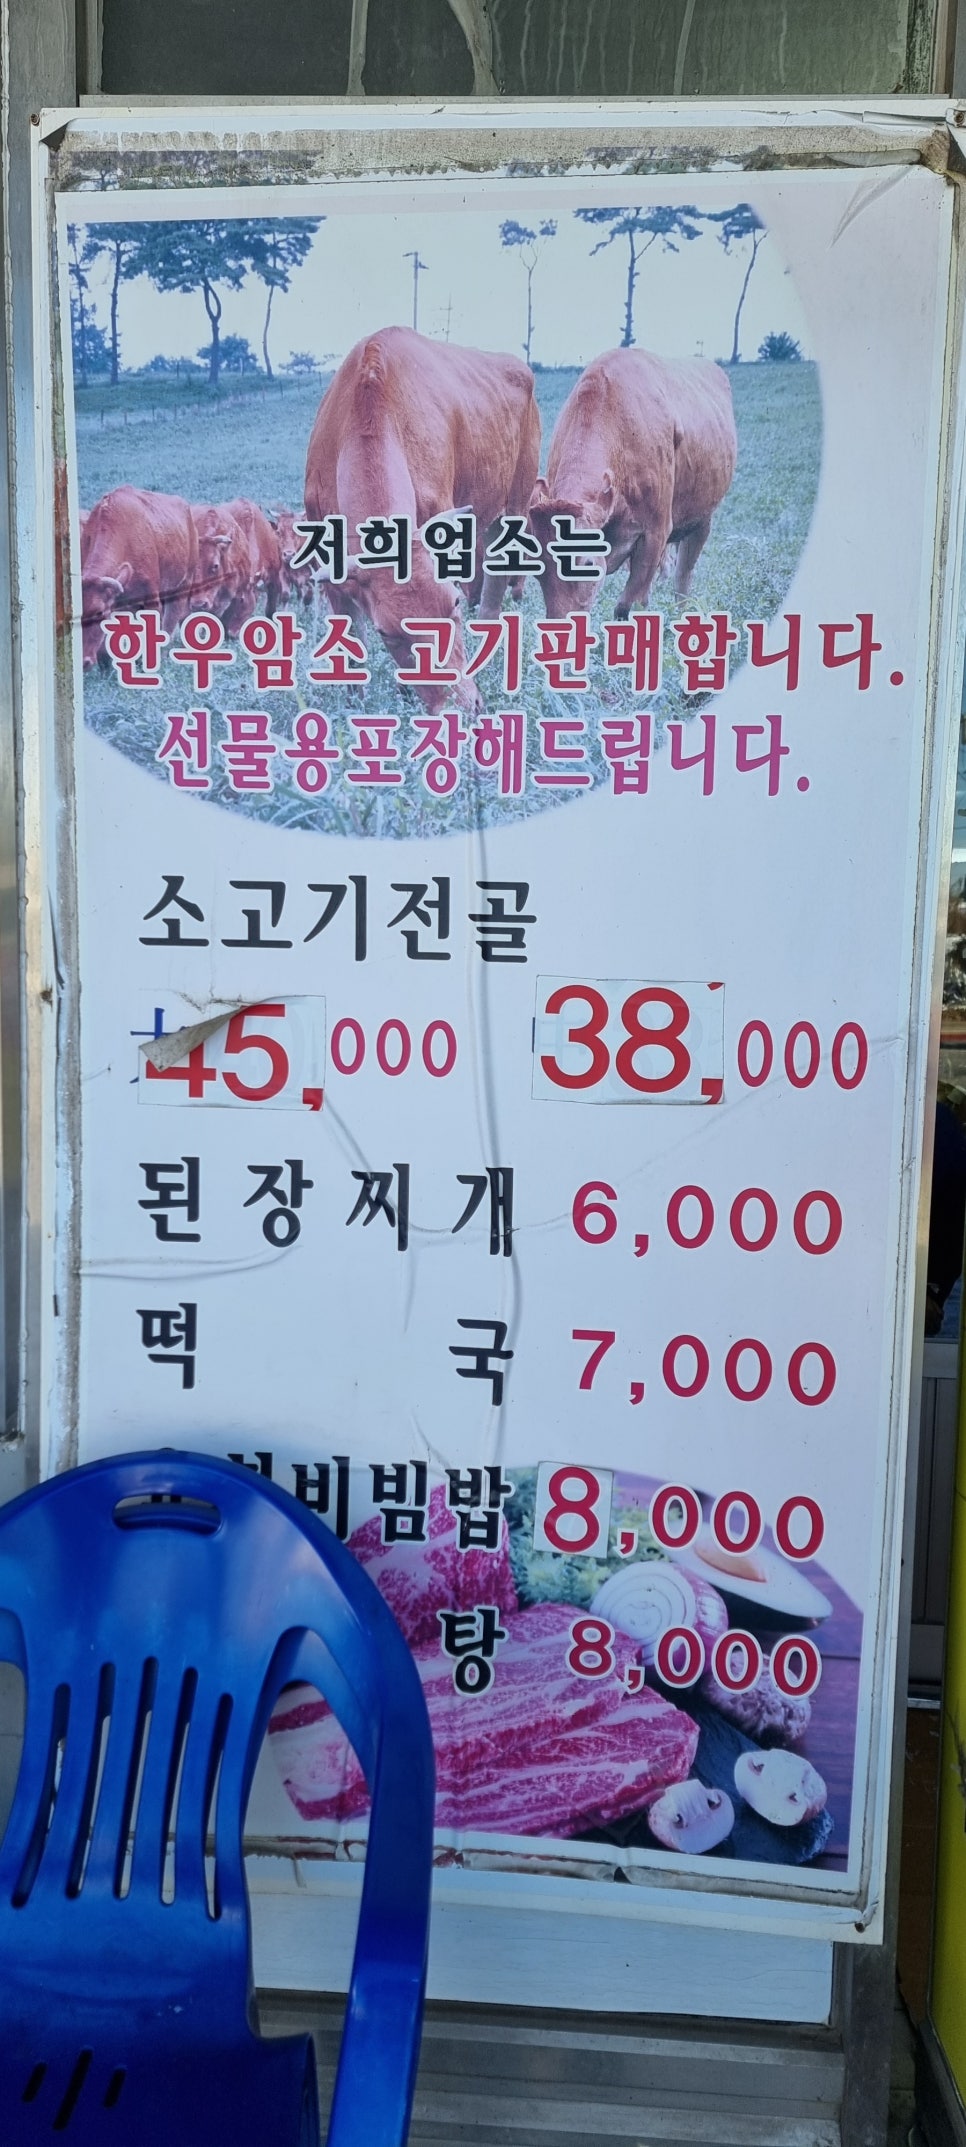 저희업소는
한우암소 고기판매합니다.
선물용포장해드립니다.
소고기전골
45,000 38,000
된장찌개 6,000
떡국 7,000
비빔밥 8,000
탕 8,000